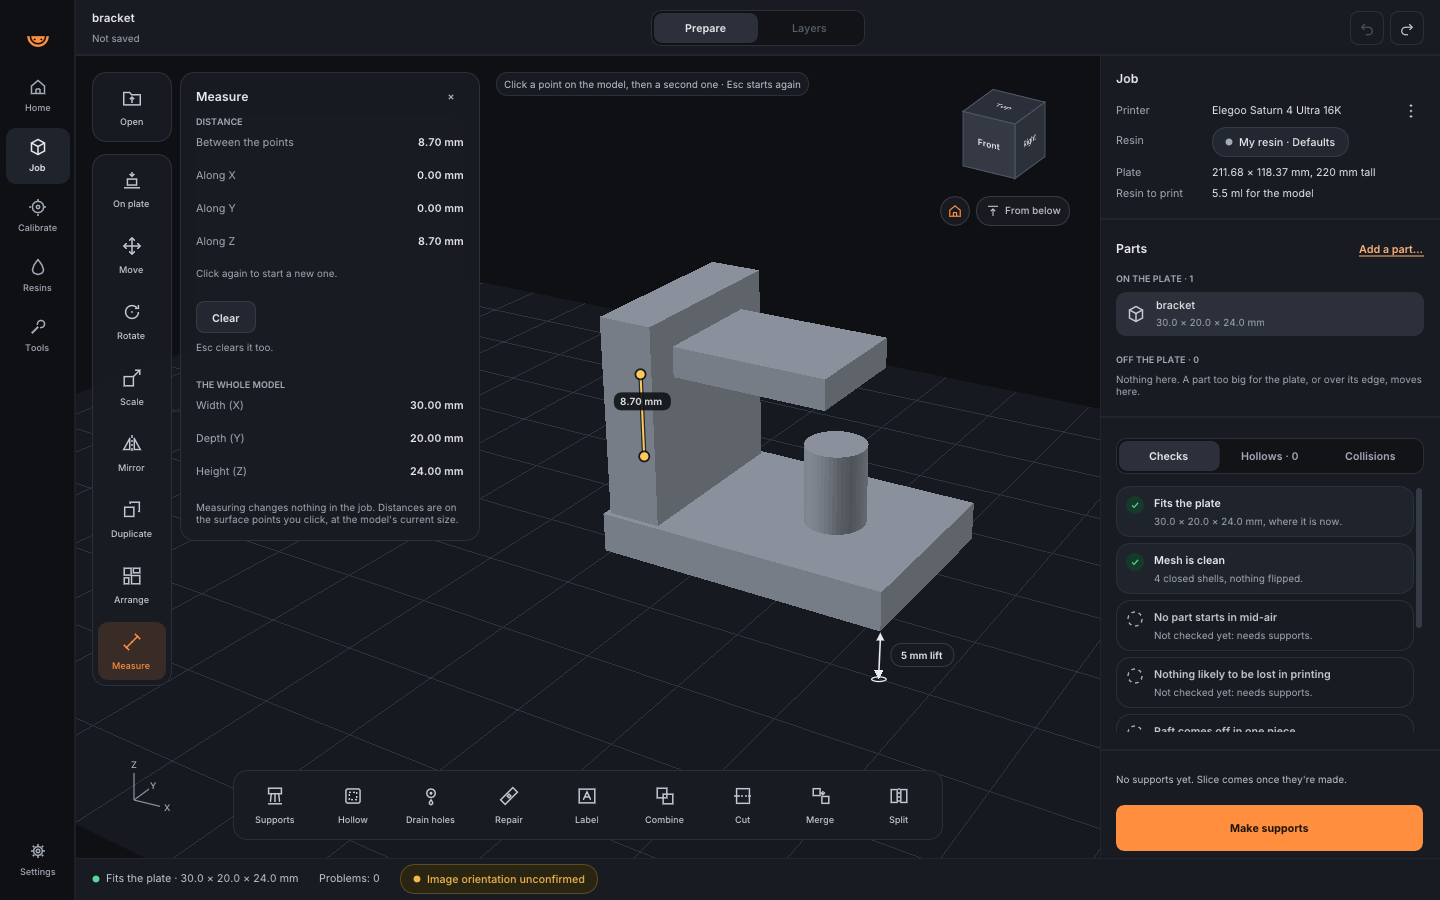 bracket
Not saved
Prepare
Layers
Home
Job
Calibrate
Resins
Tools
Settings
Open
On plate
Move
Rotate
Scale
Mirror
Duplicate
Arrange
Measure
Measure
×
DISTANCE
Between the points 8.70 mm
Along X 0.00 mm
Along Y 0.00 mm
Along Z 8.70 mm
Click again to start a new one.
Clear
Esc clears it too.
THE WHOLE MODEL
Width (X) 30.00 mm
Depth (Y) 20.00 mm
Height (Z) 24.00 mm
Measuring changes nothing in the job. Distances are on
the surface points you click, at the model's current size.
Click a point on the model, then a second one · Esc starts again
Top
Front
Right
From below
8.70 mm
5 mm lift
Z
Y
X
Supports
Hollow
Drain holes
Repair
Label
Combine
Cut
Merge
Split
Job
Printer Elegoo Saturn 4 Ultra 16K
Resin My resin · Defaults
Plate 211.68 × 118.37 mm, 220 mm tall
Resin to print 5.5 ml for the model
Parts
Add a part...
ON THE PLATE · 1
bracket
30.0 × 20.0 × 24.0 mm
OFF THE PLATE · 0
Nothing here. A part too big for the plate, or over its edge, moves
here.
Checks
Hollows · 0
Collisions
Fits the plate
30.0 × 20.0 × 24.0 mm, where it is now.
Mesh is clean
4 closed shells, nothing flipped.
No part starts in mid-air
Not checked yet: needs supports.
Nothing likely to be lost in printing
Not checked yet: needs supports.
Raft comes off in one piece
No supports yet. Slice comes once they're made.
Make supports
Fits the plate · 30.0 × 20.0 × 24.0 mm
Problems: 0
Image orientation unconfirmed